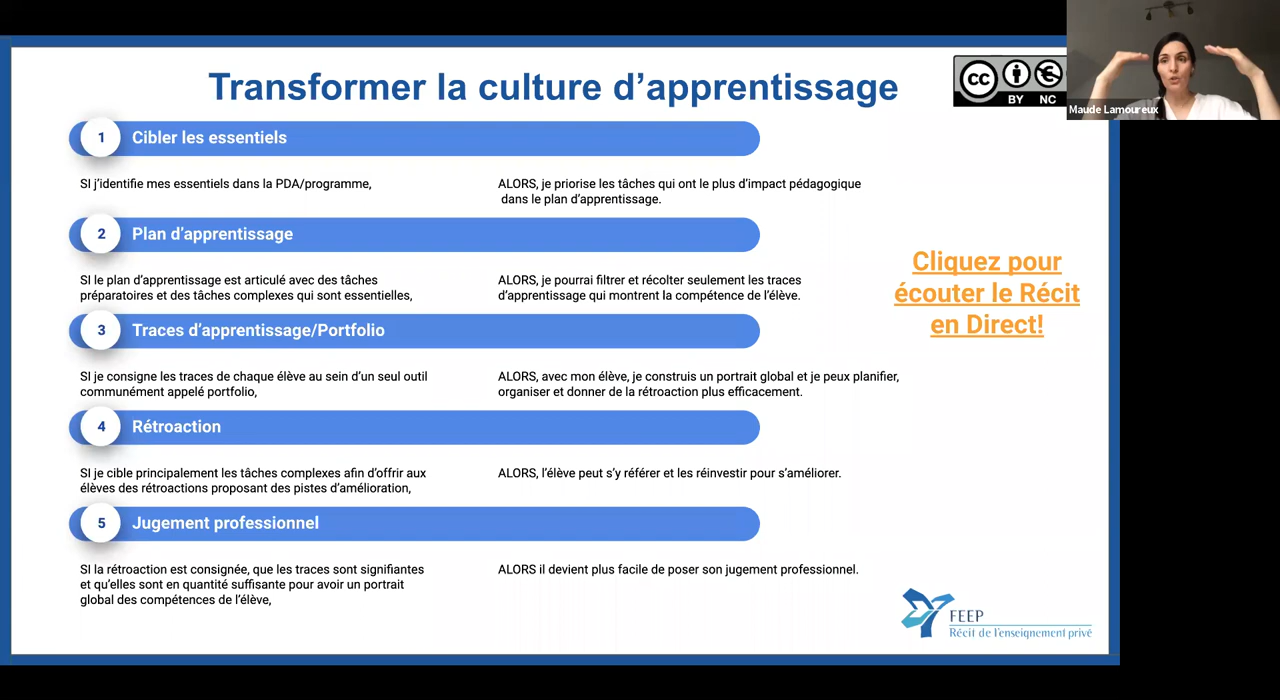 Transformer la culture d’apprentissage
CC
BY NC
Maude Lamoureux
1 Cibler les essentiels
SI j’identifie mes essentiels dans la PDA/programme,
ALORS, je priorise les tâches qui ont le plus d’impact pédagogique
dans le plan d’apprentissage.
2 Plan d’apprentissage
SI le plan d’apprentissage est articulé avec des tâches
préparatoires et des tâches complexes qui sont essentielles,
ALORS, je pourrai filtrer et récolter seulement les traces
d’apprentissage qui montrent la compétence de l’élève.
3 Traces d’apprentissage/Portfolio
SI je consigne les traces de chaque élève au sein d’un seul outil
communément appelé portfolio,
ALORS, avec mon élève, je construis un portrait global et je peux planifier,
organiser et donner de la rétroaction plus efficacement.
4 Rétroaction
SI je cible principalement les tâches complexes afin d’offrir aux
élèves des rétroactions proposant des pistes d’amélioration,
ALORS, l’élève peut s’y référer et les réinvestir pour s’améliorer.
5 Jugement professionnel
SI la rétroaction est consignée, que les traces sont signifiantes
et qu’elles sont en quantité suffisante pour avoir un portrait
global des compétences de l’élève,
ALORS il devient plus facile de poser son jugement professionnel.
Cliquez pour
écouter le Récit
en Direct!
FEEP
Récit de l’enseignement privé